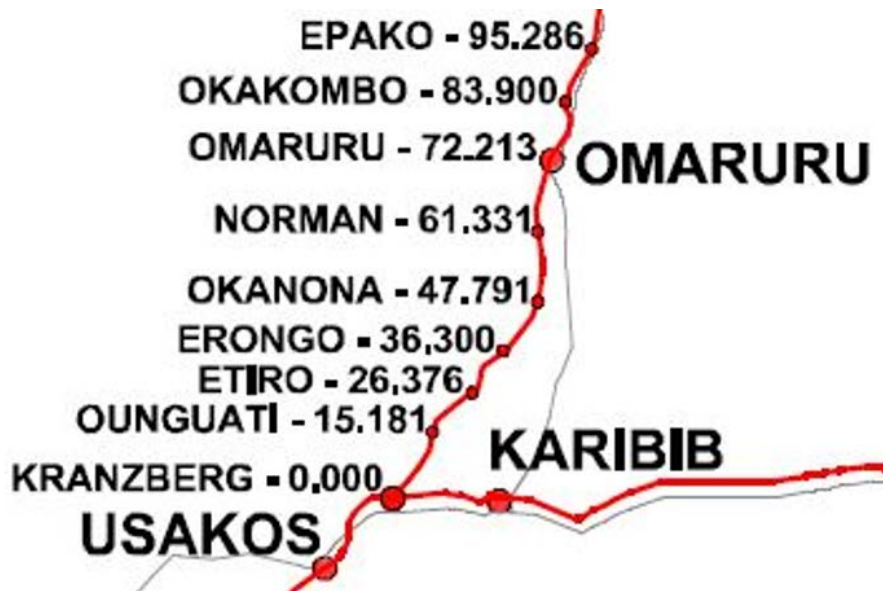 EPAKO - 95.286
OKAKOMBO - 83.900
OMARURU - 72.213
OMARURU
NORMAN - 61.331
OKANONA - 47.791
ERONGO - 36,300
ETIRO - 26,376
OUNGUATI - 15.181
KARIBIB
KRANZBERG - 0,000
USAKOS